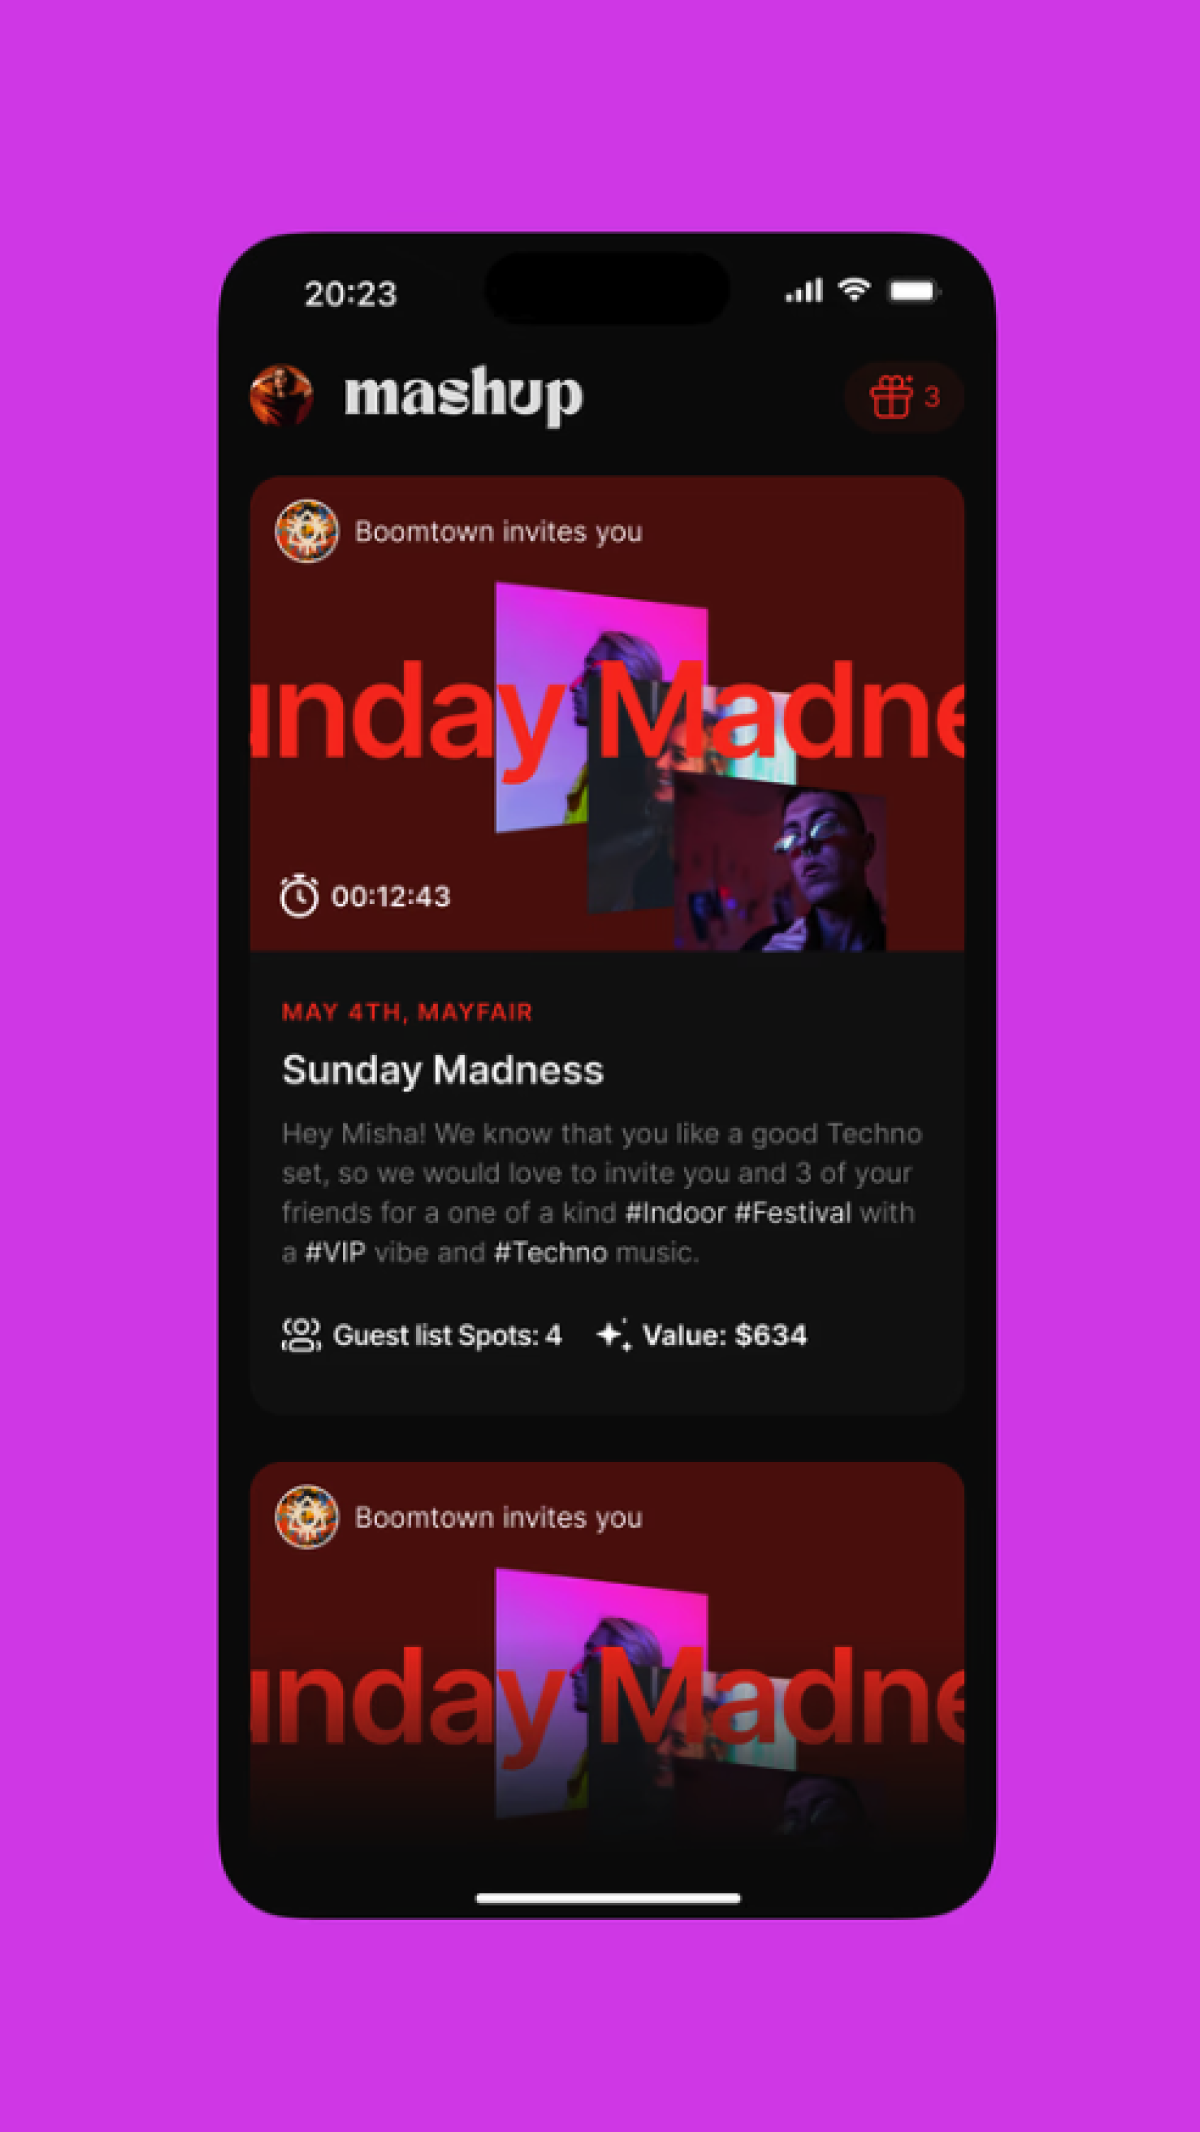 20:23
mashup
3
Boomtown invites you
unday Madne
00:12:43
MAY 4TH, MAYFAIR
Sunday Madness
Hey Misha! We know that you like a good Techno
set, so we would love to invite you and 3 of your
friends for a one of a kind #Indoor #Festival with
a #VIP vibe and #Techno music.
Guest list Spots: 4 Value: $634
Boomtown invites you
unday Madne